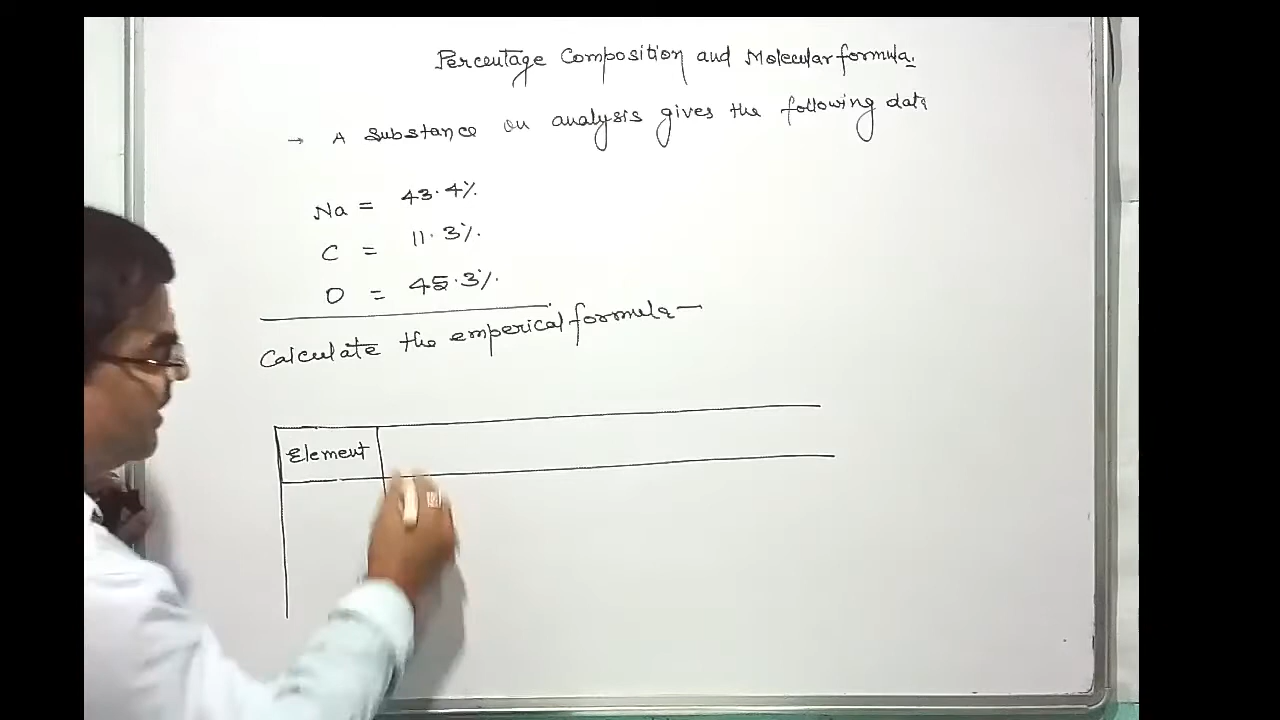 Percentage Composition and Molecular formula.
→ A Substance on analysis gives the following data
Na = 43.4%
C = 11.3%
O = 45.3%
Calculate the emperical formula —
Element